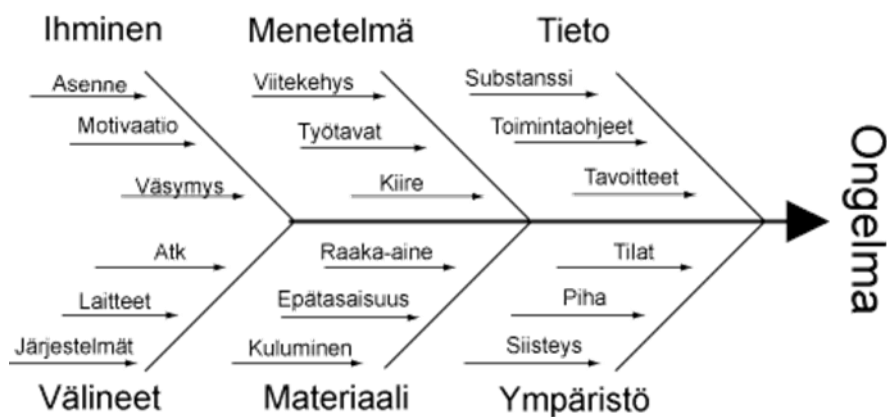 Ihminen
Menetelmä
Tieto
Asenne
Motivaatio
Väsymys
Viitekehys
Työtavat
Kiire
Substanssi
Toimintaohjeet
Tavoitteet
Ongelma
Atk
Laitteet
Järjestelmät
Raaka-aine
Epätasaisuus
Kuluminen
Tilat
Piha
Siisteys
Välineet
Materiaali
Ympäristö